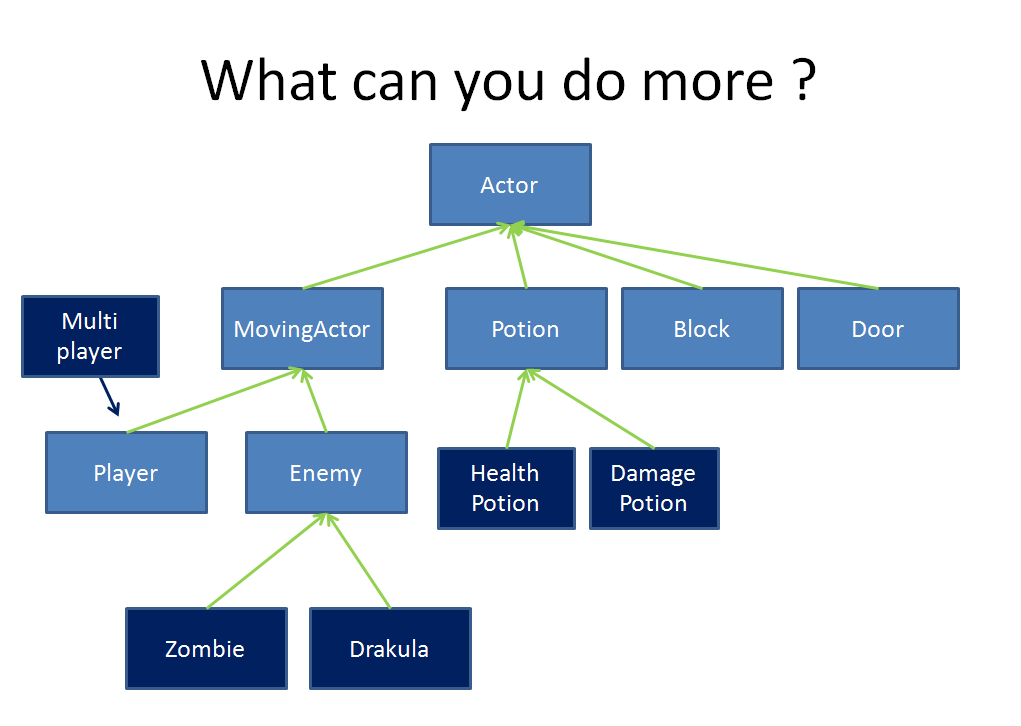 What can you do more ?
Actor
Multi
player
MovingActor
Potion
Block
Door
Player
Enemy
Health
Potion
Damage
Potion
Zombie
Drakula